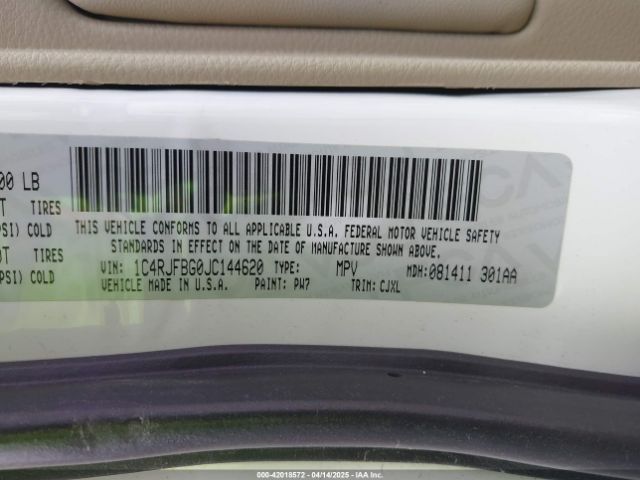 00 LB
T TIRES
PSI) COLD
OT TIRES
PSI) COLD
THIS VEHICLE CONFORMS TO ALL APPLICABLE U.S.A. FEDERAL MOTOR VEHICLE SAFETY
STANDARDS IN EFFECT ON THE DATE OF MANUFACTURE SHOWN ABOVE.
VIN: 1C4RJFBG0JC144620 TYPE: MPV MDH: 081411 301AA
VEHICLE MADE IN U.S.A. PAINT: PW7 TRIM: CJXL
000-42018572 - 04/14/2025 - IAA Inc.